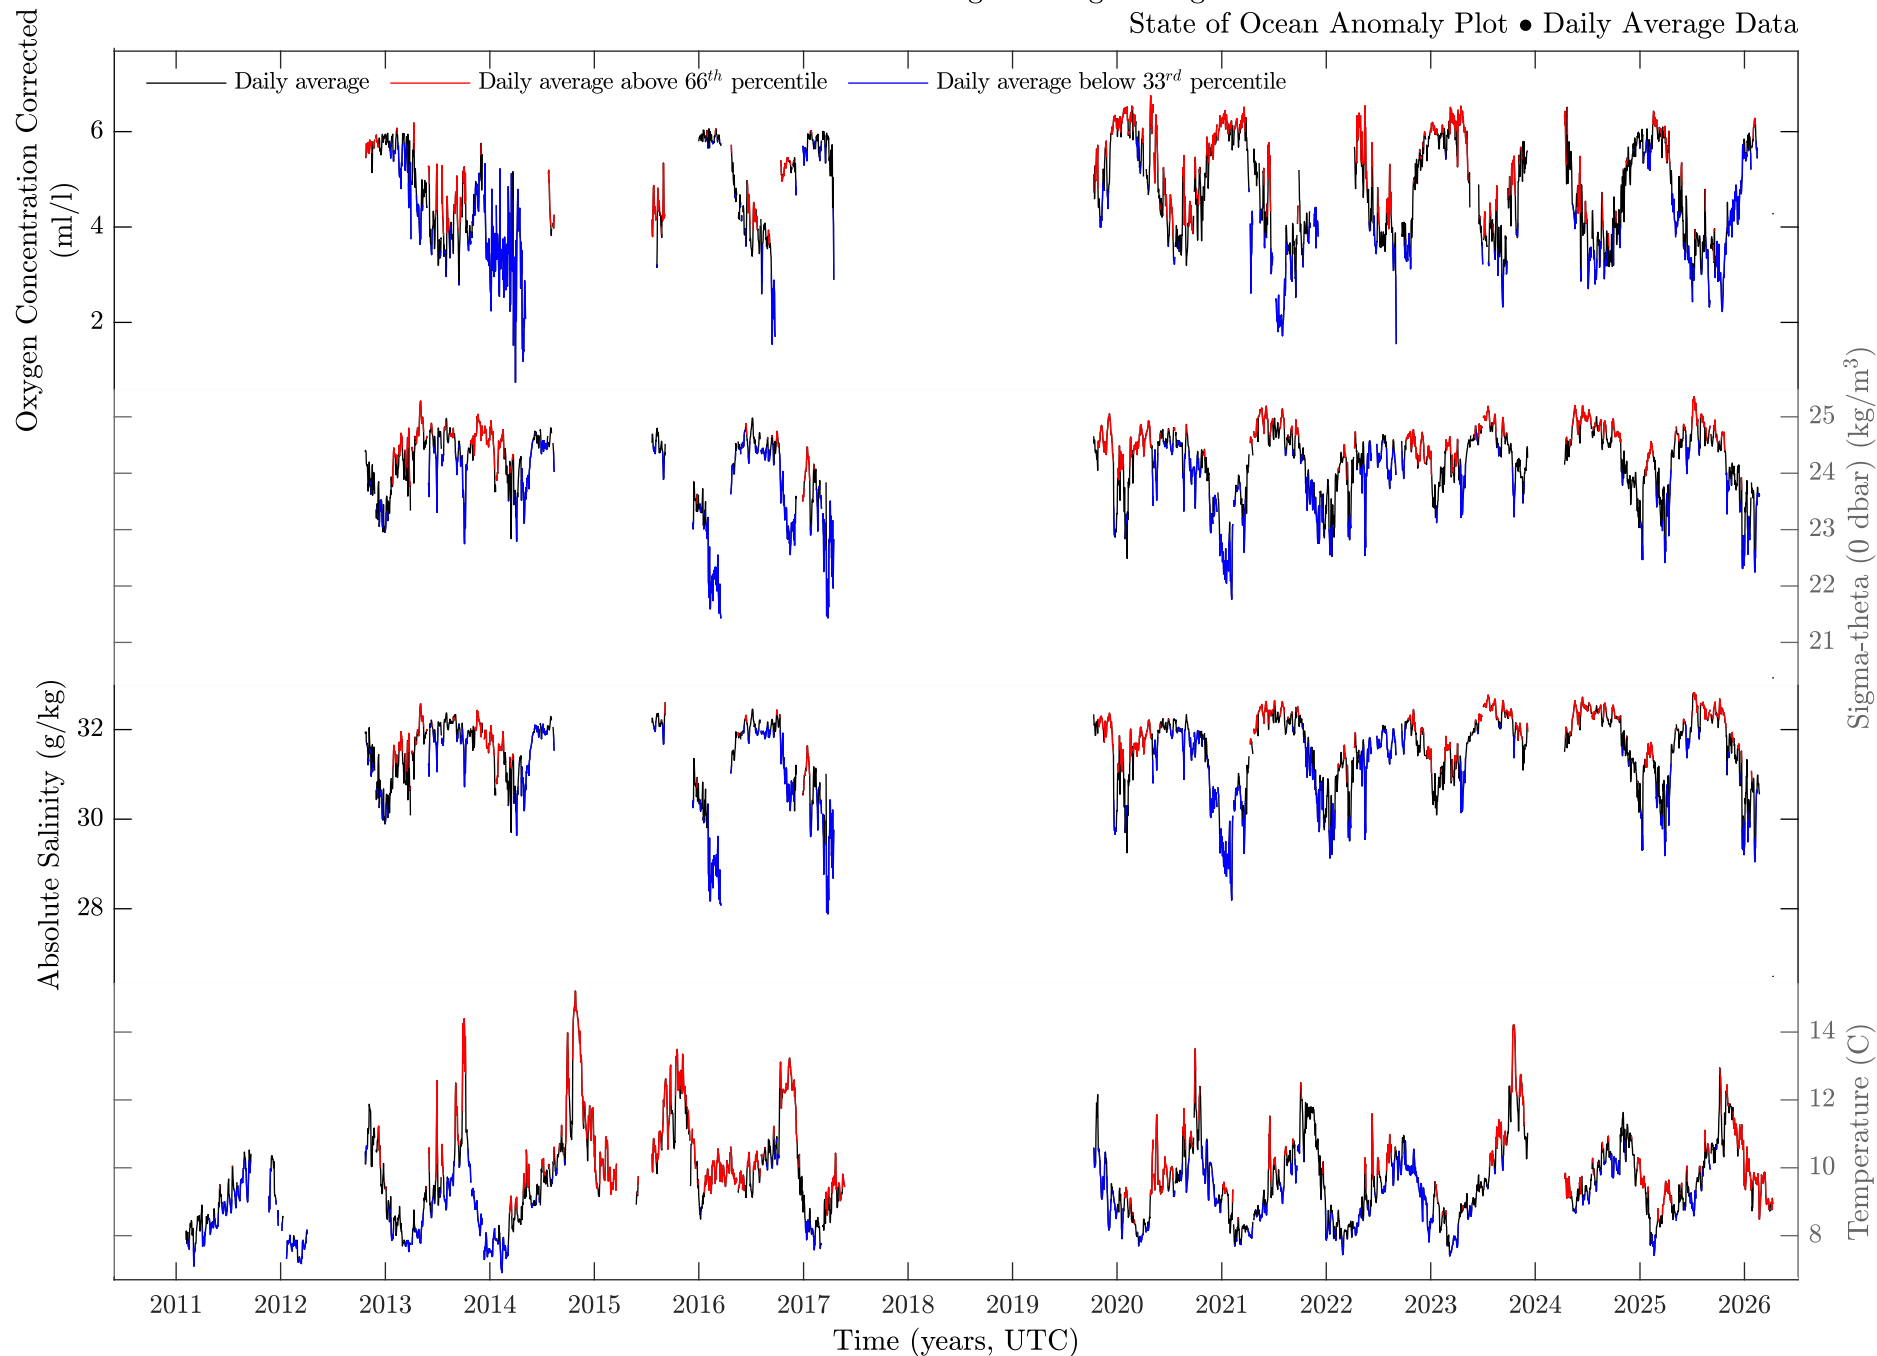 State of Ocean Anomaly Plot • Daily Average Data
Daily average
Daily average above 66th percentile
Daily average below 33rd percentile
Oxygen Concentration Corrected
(ml/l)
6
4
2
Sigma-theta (0 dbar) (kg/m3)
25
24
23
22
21
Absolute Salinity (g/kg)
32
30
28
Temperature (C)
14
12
10
8
2011 2012 2013 2014 2015 2016 2017 2018 2019 2020 2021 2022 2023 2024 2025 2026
Time (years, UTC)